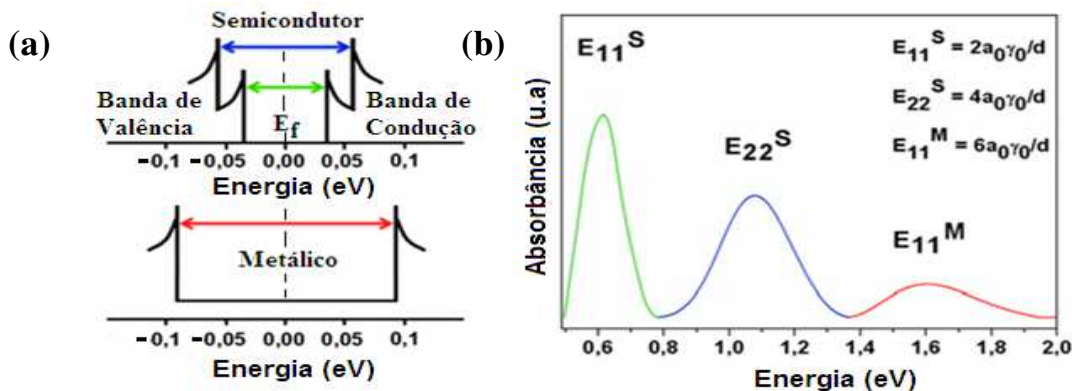 (a)
Semicondutor
Banda de
Valência
E_f
Banda de
Condução
−0,1 −0,05 0,00 0,05 0,1
Energia (eV)
Metálico
−0,1 −0,05 0,00 0,05 0,1
Energia (eV)
(b)
E₁₁ˢ
E₂₂ˢ
E₁₁ᴹ
E₁₁ˢ = 2a₀γ₀/d
E₂₂ˢ = 4a₀γ₀/d
E₁₁ᴹ = 6a₀γ₀/d
Absorbância (u.a)
0,6 0,8 1,0 1,2 1,4 1,6 1,8 2,0
Energia (eV)